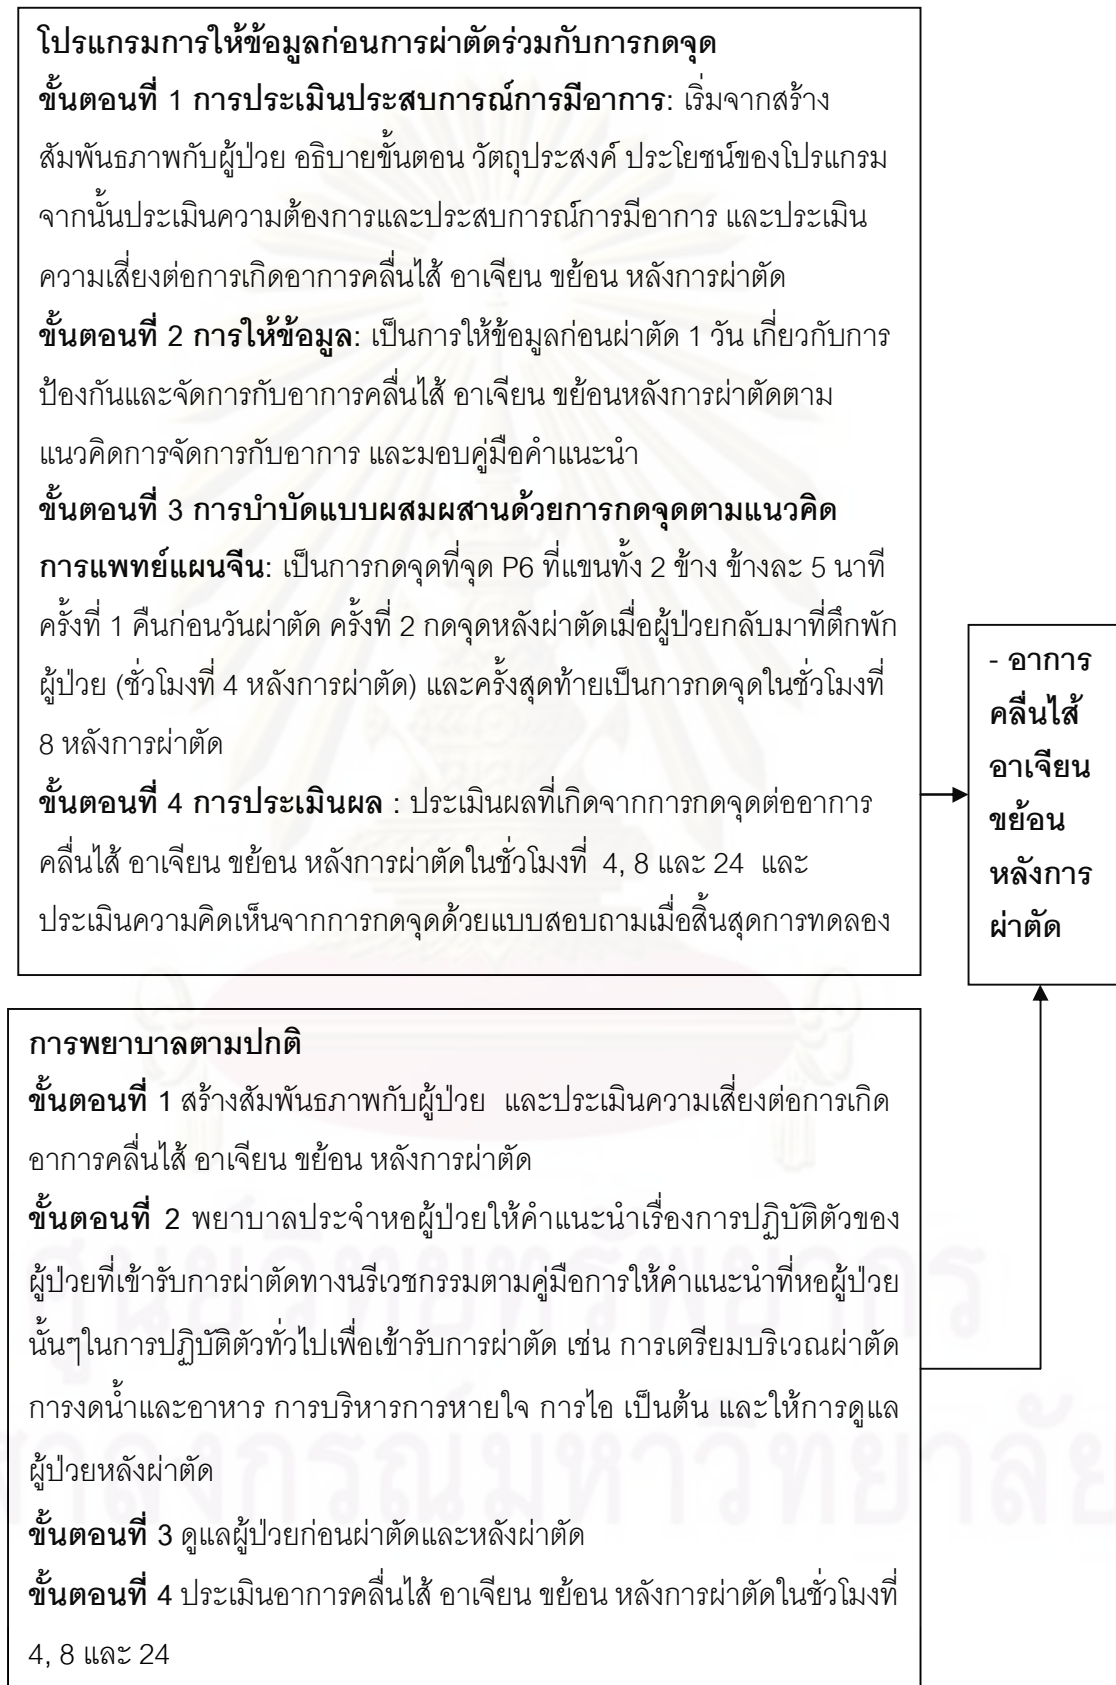 โปรแกรมการให้ข้อมูลก่อนการผ่าตัดร่วมกับการกดจุด
ขั้นตอนที่ 1 การประเมินประสบการณ์การมีอาการ: เริ่มจากสร้าง
สัมพันธภาพกับผู้ป่วย อธิบายขั้นตอน วัตถุประสงค์ ประโยชน์ของโปรแกรม
จากนั้นประเมินความต้องการและประสบการณ์การมีอาการ และประเมิน
ความเสี่ยงต่อการเกิดอาการคลื่นไส้ อาเจียน ขย้อน หลังการผ่าตัด
ขั้นตอนที่ 2 การให้ข้อมูล: เป็นการให้ข้อมูลก่อนผ่าตัด 1 วัน เกี่ยวกับการ
ป้องกันและจัดการกับอาการคลื่นไส้ อาเจียน ขย้อนหลังการผ่าตัดตาม
แนวคิดการจัดการกับอาการ และมอบคู่มือคำแนะนำ
ขั้นตอนที่ 3 การบำบัดแบบผสมผสานด้วยการกดจุดตามแนวคิด
การแพทย์แผนจีน: เป็นการกดจุดที่จุด P6 ที่แขนทั้ง 2 ข้าง ข้างละ 5 นาที
ครั้งที่ 1 คืนก่อนวันผ่าตัด ครั้งที่ 2 กดจุดหลังผ่าตัดเมื่อผู้ป่วยกลับมาที่ตึกพัก
ผู้ป่วย (ชั่วโมงที่ 4 หลังการผ่าตัด) และครั้งสุดท้ายเป็นการกดจุดในชั่วโมงที่
8 หลังการผ่าตัด
ขั้นตอนที่ 4 การประเมินผล : ประเมินผลที่เกิดจากการกดจุดต่ออาการ
คลื่นไส้ อาเจียน ขย้อน หลังการผ่าตัดในชั่วโมงที่ 4, 8 และ 24 และ
ประเมินความคิดเห็นจากการกดจุดด้วยแบบสอบถามเมื่อสิ้นสุดการทดลอง
- อาการ
คลื่นไส้
อาเจียน
ขย้อน
หลังการ
ผ่าตัด
การพยาบาลตามปกติ
ขั้นตอนที่ 1 สร้างสัมพันธภาพกับผู้ป่วย และประเมินความเสี่ยงต่อการเกิด
อาการคลื่นไส้ อาเจียน ขย้อน หลังการผ่าตัด
ขั้นตอนที่ 2 พยาบาลประจำหอผู้ป่วยให้คำแนะนำเรื่องการปฏิบัติตัวของ
ผู้ป่วยที่เข้ารับการผ่าตัดทางนรีเวชกรรมตามคู่มือการให้คำแนะนำที่หอผู้ป่วย
นั้นๆในการปฏิบัติตัวทั่วไปเพื่อเข้ารับการผ่าตัด เช่น การเตรียมบริเวณผ่าตัด
การงดน้ำและอาหาร การบริหารการหายใจ การไอ เป็นต้น และให้การดูแล
ผู้ป่วยหลังผ่าตัด
ขั้นตอนที่ 3 ดูแลผู้ป่วยก่อนผ่าตัดและหลังผ่าตัด
ขั้นตอนที่ 4 ประเมินอาการคลื่นไส้ อาเจียน ขย้อน หลังการผ่าตัดในชั่วโมงที่
4, 8 และ 24
ศูนย์วิทยทรัพยากร
าลงกรณ์มหาวิทยาลัย